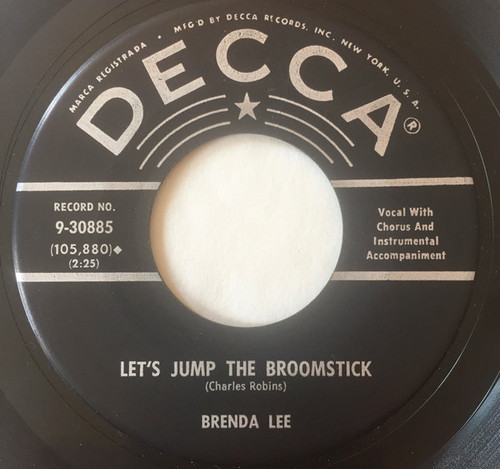 MARCA REGISTRADA • MFG'D BY DECCA RECORDS, INC., NEW YORK, U. S. A.
DECCA®
RECORD NO.
9-30885
(105,880)◆
(2:25)
Vocal With
Chorus And
Instrumental
Accompaniment
LET'S JUMP THE BROOMSTICK
(Charles Robins)
BRENDA LEE